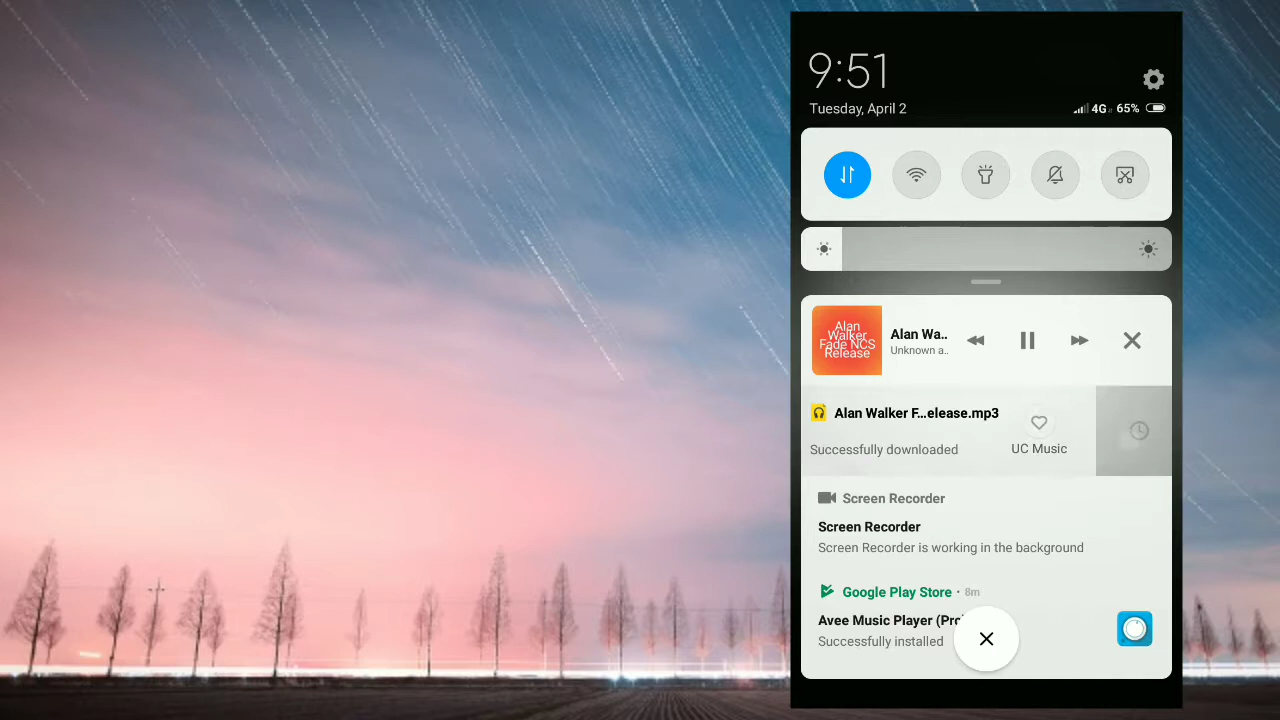 9:51
Tuesday, April 2
4G 65%
Alan
Walker
Fade NCS
Release
Alan Wa..
Unknown a..
Alan Walker F...elease.mp3
Successfully downloaded
UC Music
Screen Recorder
Screen Recorder
Screen Recorder is working in the background
Google Play Store • 8m
Avee Music Player (Pro
Successfully installed